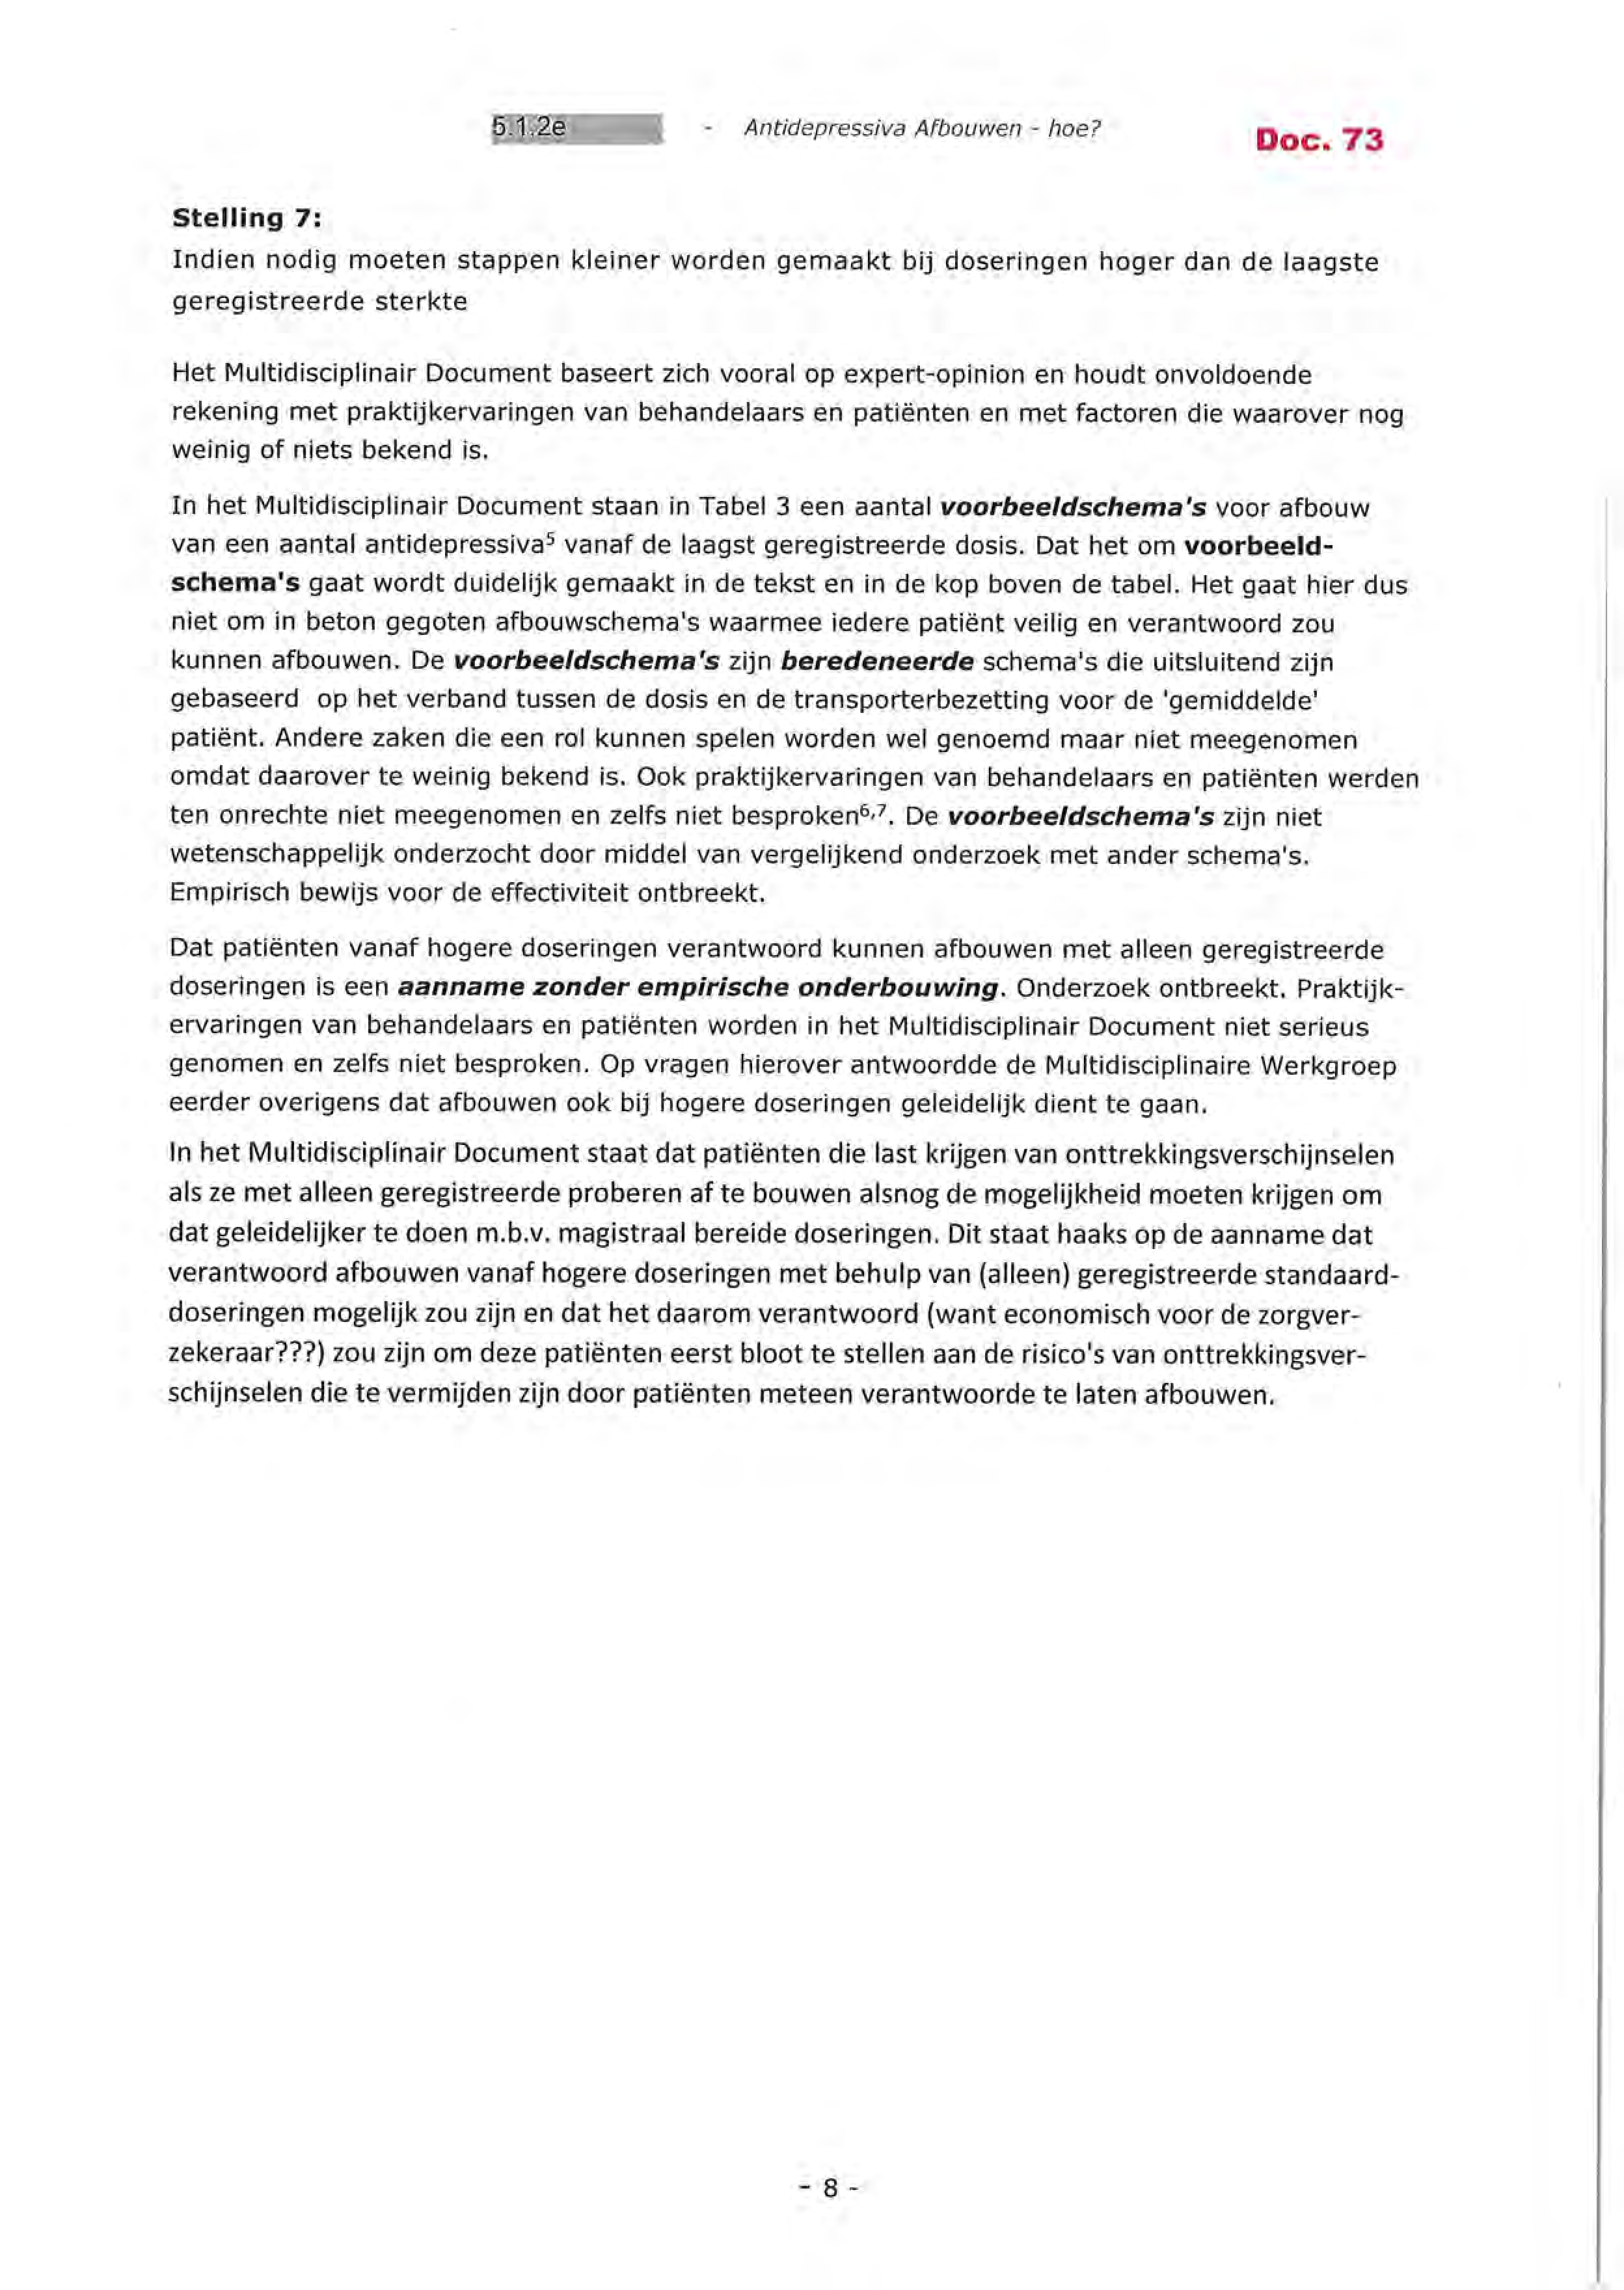 5.1.2e - Antidepressiva Afbouwen - hoe? Doc. 73
Stelling 7:
Indien nodig moeten stappen kleiner worden gemaakt bij doseringen hoger dan de laagste
geregistreerde sterkte
Het Multidisciplinair Document baseert zich vooral op expert-opinion en houdt onvoldoende
rekening met praktijkervaringen van behandelaars en patiënten en met factoren die waarover nog
weinig of niets bekend is.
In het Multidisciplinair Document staan in Tabel 3 een aantal voorbeeldschema's voor afbouw
van een aantal antidepressiva⁵ vanaf de laagst geregistreerde dosis. Dat het om voorbeeld-
schema's gaat wordt duidelijk gemaakt in de tekst en in de kop boven de tabel. Het gaat hier dus
niet om in beton gegoten afbouwschema's waarmee iedere patiënt veilig en verantwoord zou
kunnen afbouwen. De voorbeeldschema's zijn beredeneerde schema's die uitsluitend zijn
gebaseerd op het verband tussen de dosis en de transporterbezetting voor de 'gemiddelde'
patiënt. Andere zaken die een rol kunnen spelen worden wel genoemd maar niet meegenomen
omdat daarover te weinig bekend is. Ook praktijkervaringen van behandelaars en patiënten werden
ten onrechte niet meegenomen en zelfs niet besproken⁶,⁷. De voorbeeldschema's zijn niet
wetenschappelijk onderzocht door middel van vergelijkend onderzoek met ander schema's.
Empirisch bewijs voor de effectiviteit ontbreekt.
Dat patiënten vanaf hogere doseringen verantwoord kunnen afbouwen met alleen geregistreerde
doseringen is een aanname zonder empirische onderbouwing. Onderzoek ontbreekt. Praktijk-
ervaringen van behandelaars en patiënten worden in het Multidisciplinair Document niet serieus
genomen en zelfs niet besproken. Op vragen hierover antwoordde de Multidisciplinaire Werkgroep
eerder overigens dat afbouwen ook bij hogere doseringen geleidelijk dient te gaan.
In het Multidisciplinair Document staat dat patiënten die last krijgen van onttrekkingsverschijnselen
als ze met alleen geregistreerde proberen af te bouwen alsnog de mogelijkheid moeten krijgen om
dat geleidelijker te doen m.b.v. magistraal bereide doseringen. Dit staat haaks op de aanname dat
verantwoord afbouwen vanaf hogere doseringen met behulp van (alleen) geregistreerde standaard-
doseringen mogelijk zou zijn en dat het daarom verantwoord (want economisch voor de zorgver-
zekeraar???) zou zijn om deze patiënten eerst bloot te stellen aan de risico's van onttrekkingsver-
schijnselen die te vermijden zijn door patiënten meteen verantwoorde te laten afbouwen.
- 8 -